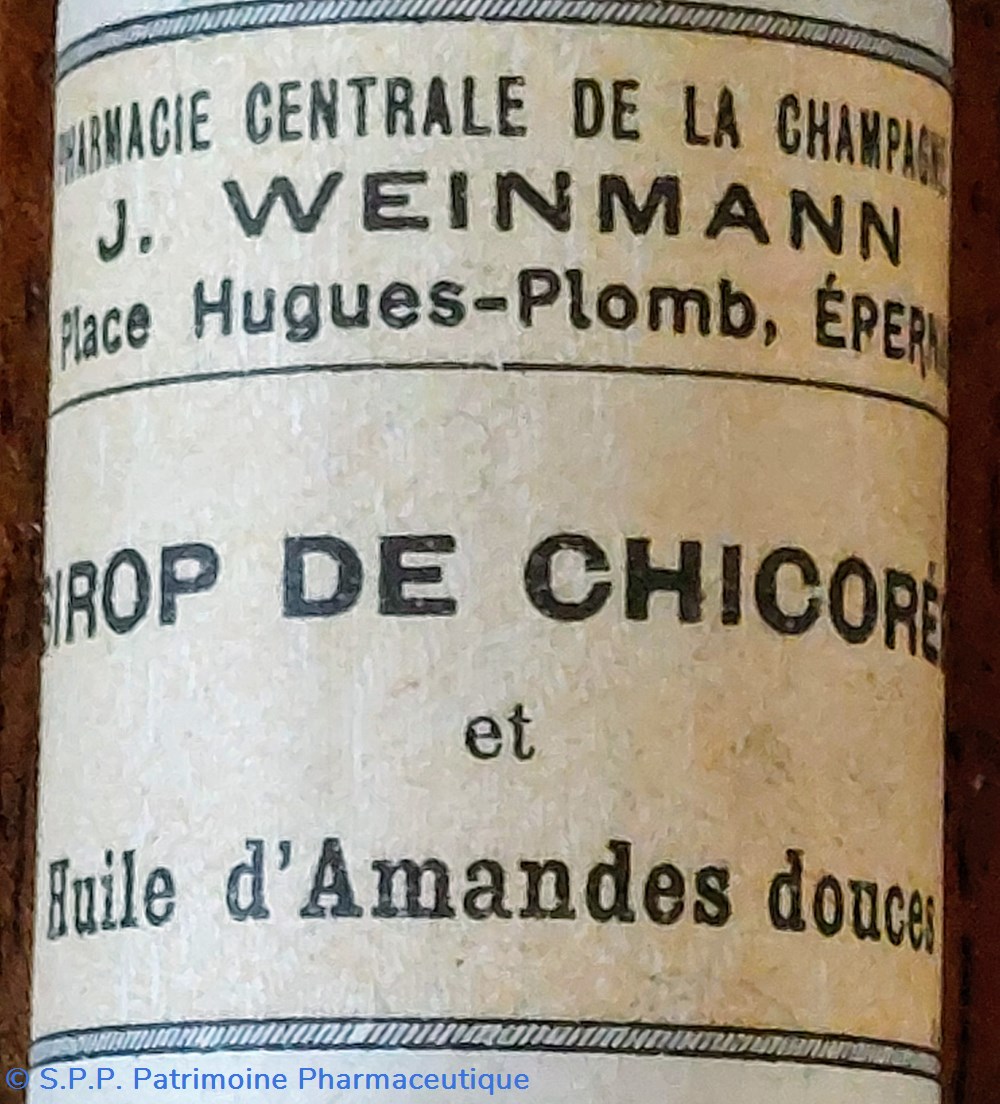 PHARMACIE CENTRALE DE LA CHAMPAGNE
J. WEINMANN
Place Hugues-Plomb, ÉPERNAY
SIROP DE CHICORÉE
et
Huile d'Amandes douces
© S.P.P. Patrimoine Pharmaceutique